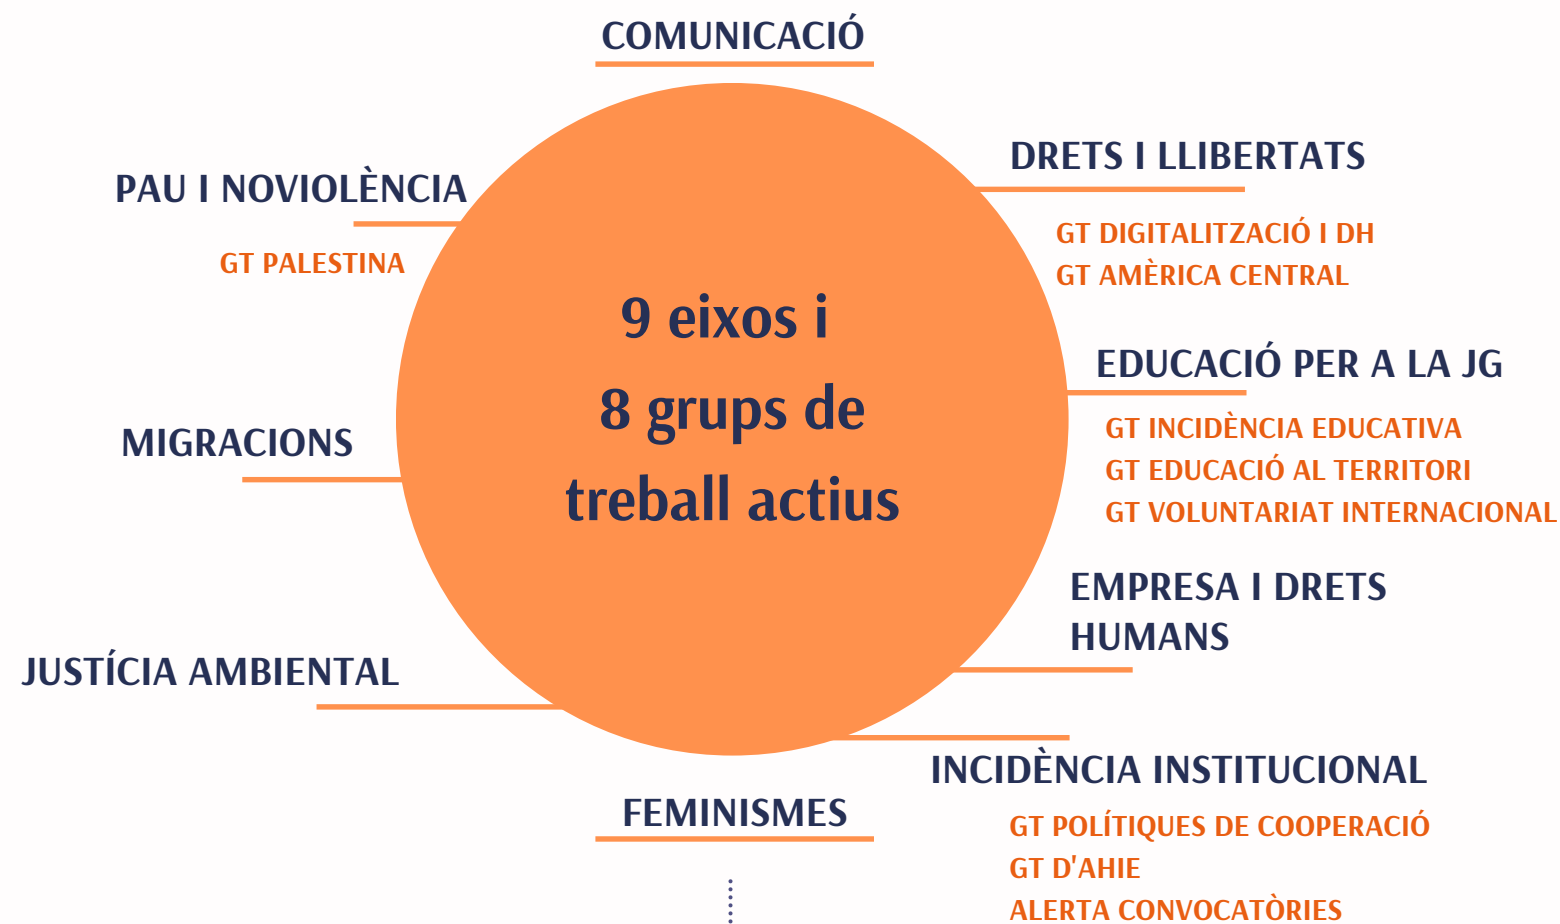 COMUNICACIÓ
DRETS I LLIBERTATS
GT DIGITALITZACIÓ I DH
GT AMÈRICA CENTRAL
EDUCACIÓ PER A LA JG
GT INCIDÈNCIA EDUCATIVA
GT EDUCACIÓ AL TERRITORI
GT VOLUNTARIAT INTERNACIONAL
EMPRESA I DRETS
HUMANS
INCIDÈNCIA INSTITUCIONAL
GT POLÍTIQUES DE COOPERACIÓ
GT D'AHIE
ALERTA CONVOCATÒRIES
FEMINISMES
JUSTÍCIA AMBIENTAL
MIGRACIONS
PAU I NOVIOLÈNCIA
GT PALESTINA
9 eixos i
8 grups de
treball actius